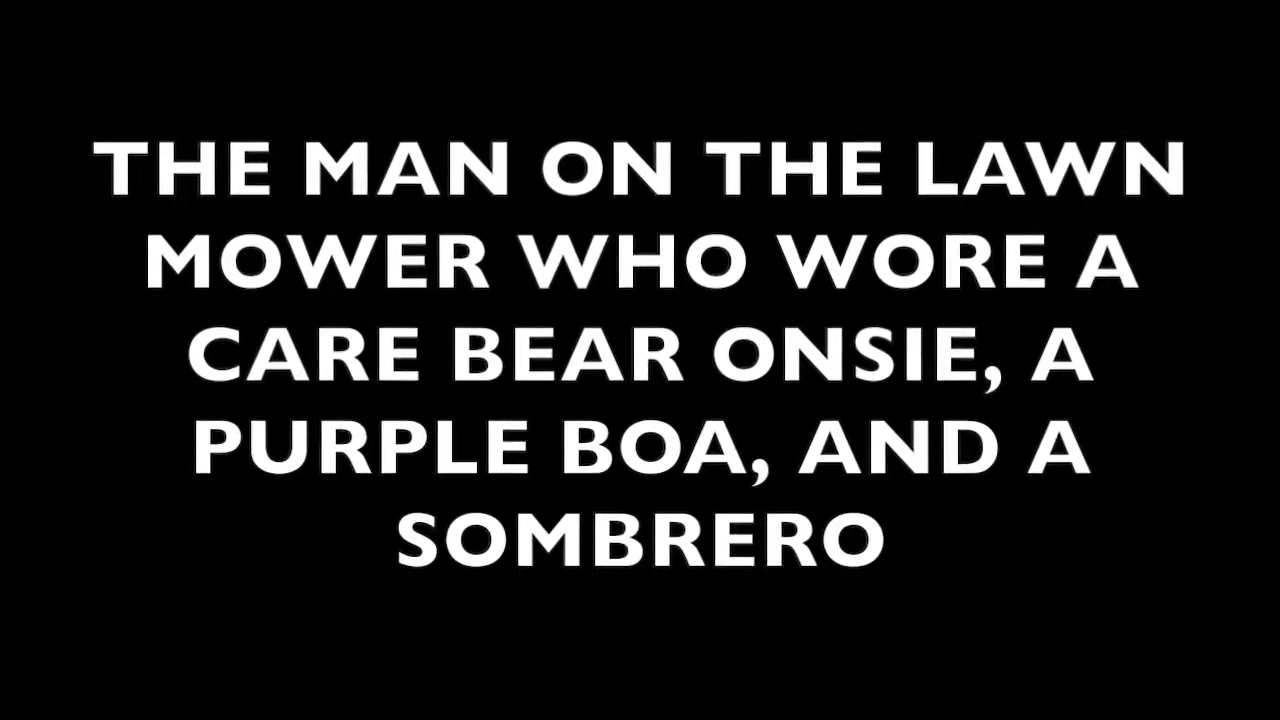 THE MAN ON THE LAWN
MOWER WHO WORE A
CARE BEAR ONSIE, A
PURPLE BOA, AND A
SOMBRERO